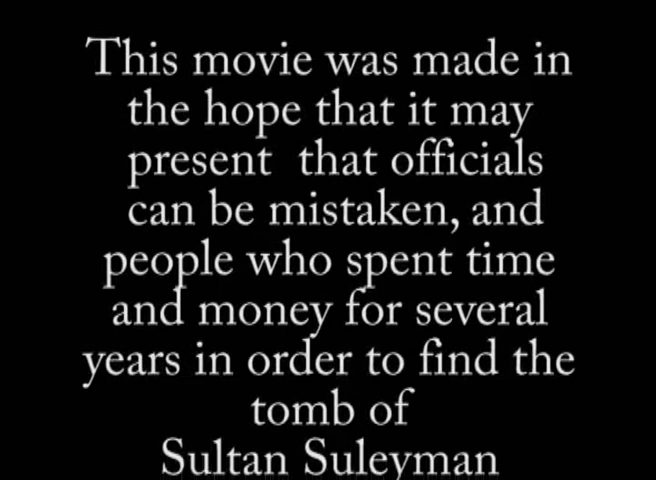 This movie was made in
the hope that it may
present that officials
can be mistaken, and
people who spent time
and money for several
years in order to find the
tomb of
Sultan Suleyman